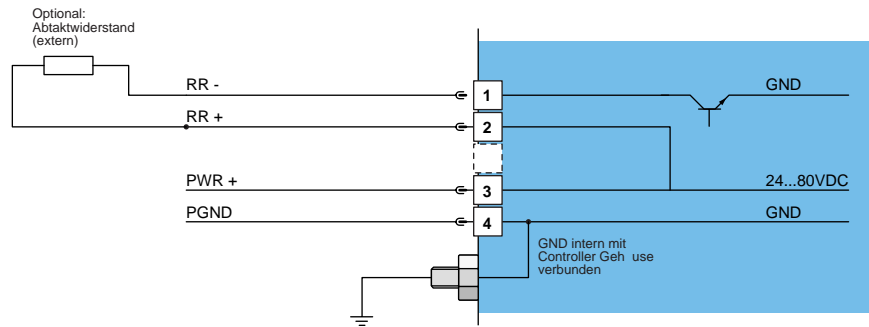 Optional:
Abtaktwiderstand
(extern)
RR -
1
GND
RR +
2
PWR +
3
24...80VDC
PGND
4
GND
GND intern mit
Controller Geh use
verbunden